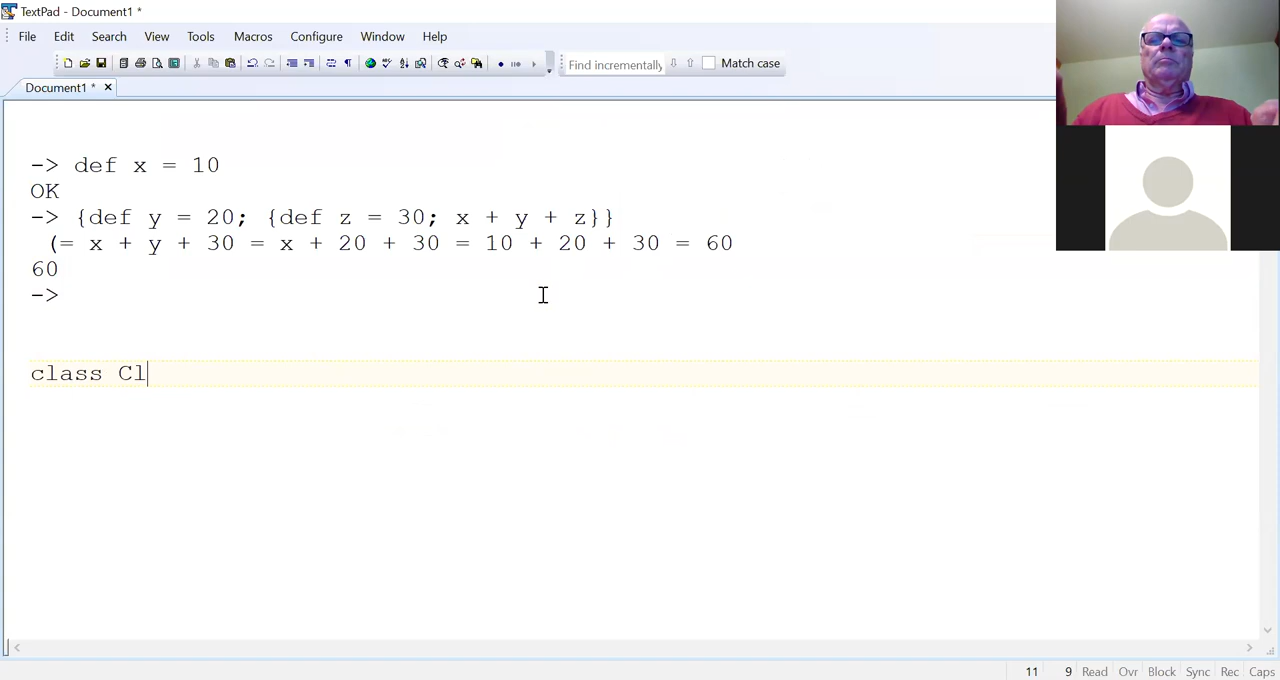 TextPad - Document1 *
File Edit Search View Tools Macros Configure Window Help
Find incrementally Match case
Document1 *
-> def x = 10
OK
-> {def y = 20; {def z = 30; x + y + z}}
(= x + y + 30 = x + 20 + 30 = 10 + 20 + 30 = 60
60
->
class Cl
11 9 Read Ovr Block Sync Rec Caps